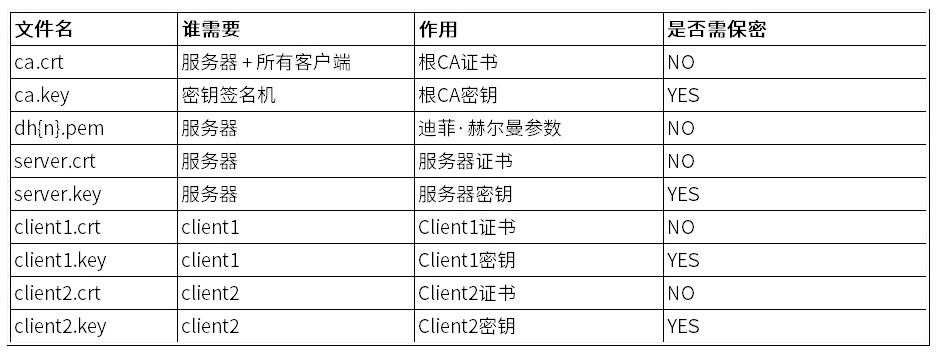 文件名 谁需要 作用 是否需保密
ca.crt 服务器 + 所有客户端 根CA证书 NO
ca.key 密钥签名机 根CA密钥 YES
dh{n}.pem 服务器 迪菲·赫尔曼参数 NO
server.crt 服务器 服务器证书 NO
server.key 服务器 服务器密钥 YES
client1.crt client1 Client1证书 NO
client1.key client1 Client1密钥 YES
client2.crt client2 Client2证书 NO
client2.key client2 Client2密钥 YES